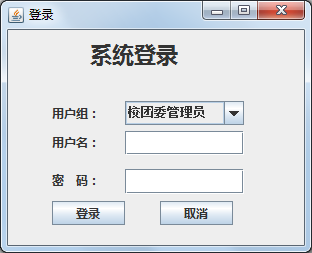 登录
系统登录
用户组： 校团委管理员
用户名：
密　码：
登录 取消